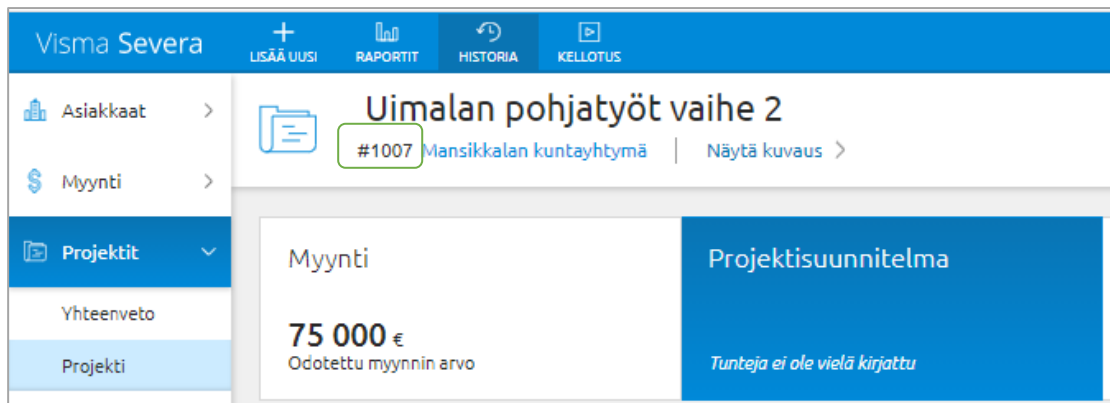 Visma Severa
LISÄÄ UUSI
RAPORTIT
HISTORIA
KELLOTUS
Asiakkaat
Myynti
Projektit
Yhteenveto
Projekti
Uimalan pohjatyöt vaihe 2
#1007 Mansikkalan kuntayhtymä | Näytä kuvaus >
Myynti
75 000 €
Odotettu myynnin arvo
Projektisuunnitelma
Tunteja ei ole vielä kirjattu